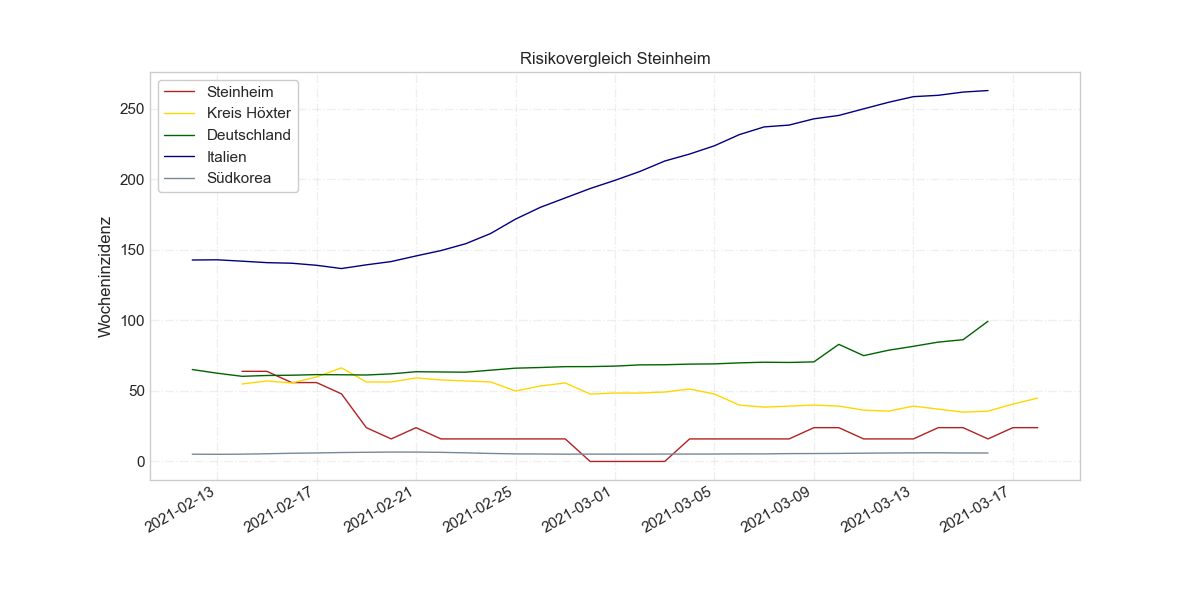 Risikovergleich Steinheim
Steinheim
Kreis Höxter
Deutschland
Italien
Südkorea
Wocheninzidenz
250
200
150
100
50
0
2021-02-13
2021-02-17
2021-02-21
2021-02-25
2021-03-01
2021-03-05
2021-03-09
2021-03-13
2021-03-17